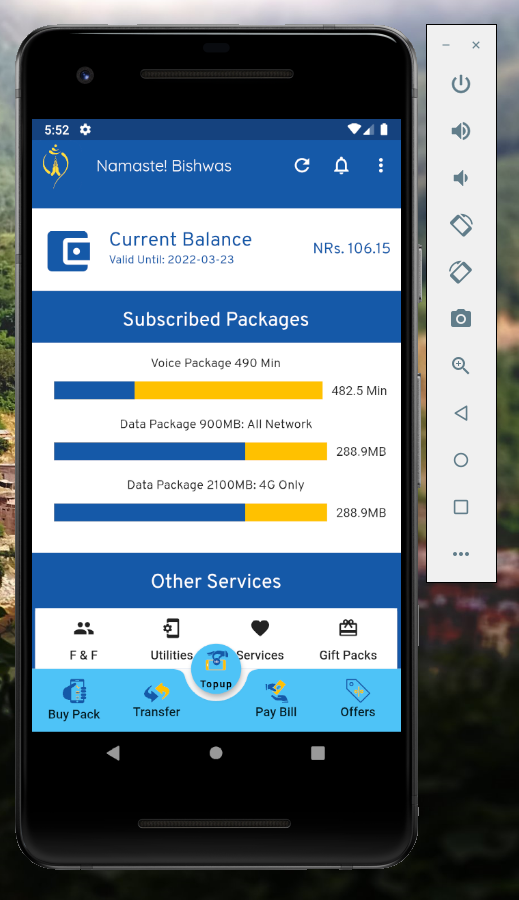 5:52
Namaste! Bishwas
Current Balance
Valid Until: 2022-03-23
NRs. 106.15
Subscribed Packages
Voice Package 490 Min
482.5 Min
Data Package 900MB: All Network
288.9MB
Data Package 2100MB: 4G Only
288.9MB
Other Services
F & F
Utilities
Services
Gift Packs
Buy Pack
Transfer
Topup
Pay Bill
Offers